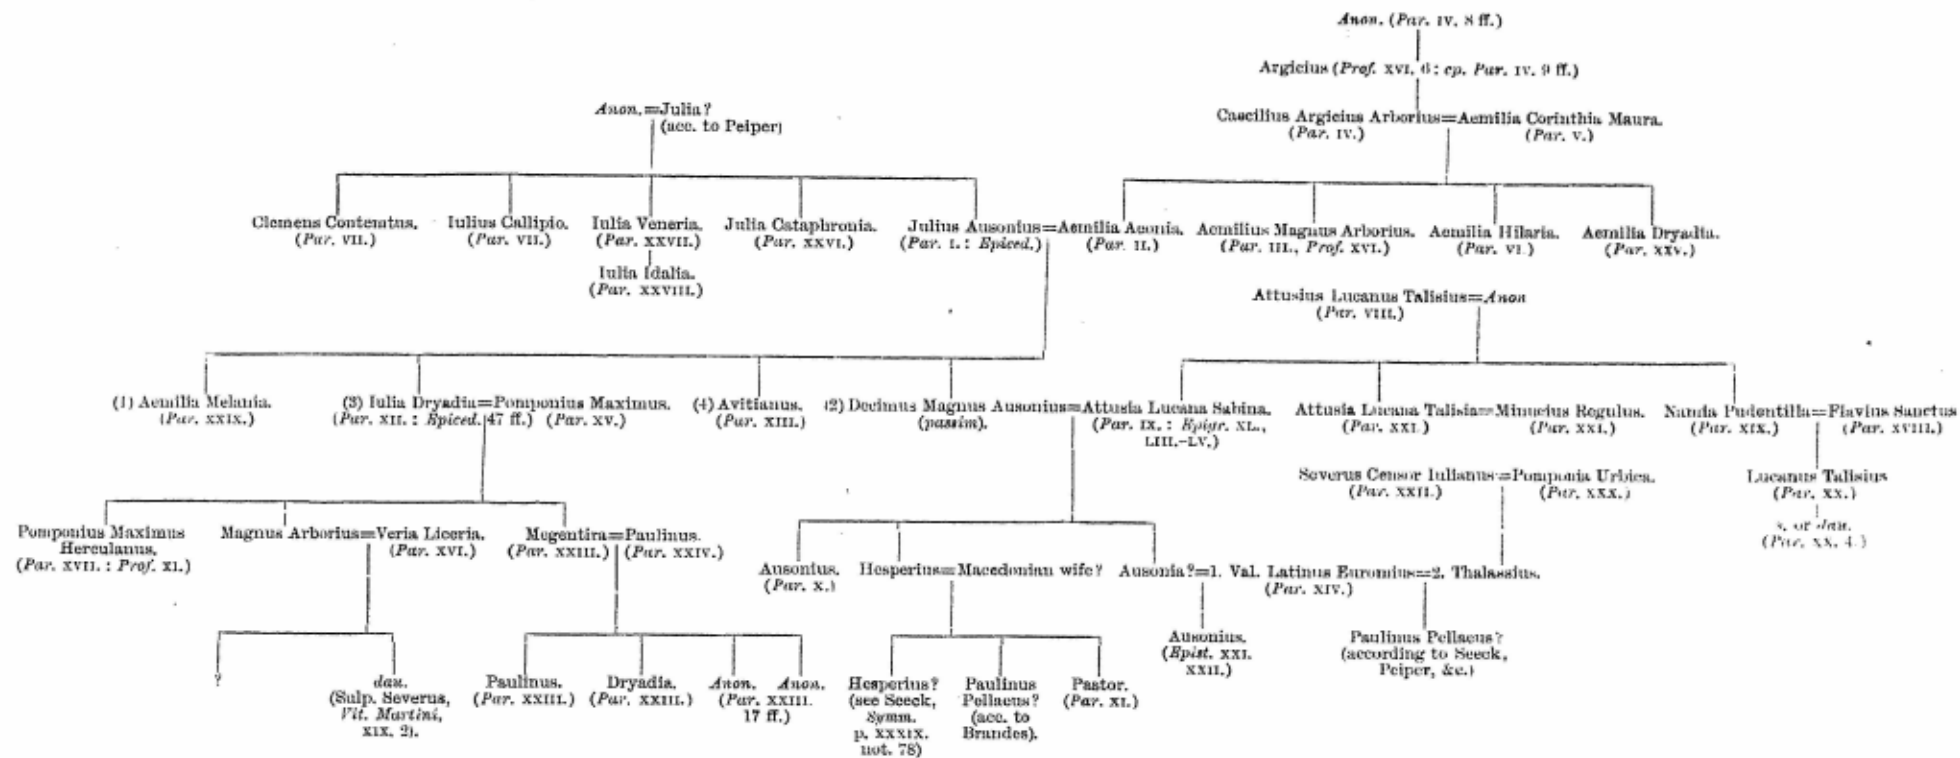 Anon. (Par. IV. 8 ff.)
Argicius (Prof. XVI. 6 : cp. Par. IV. 9 ff.)
Anon.=Julia?
(acc. to Peiper)
Caecilius Argicius Arborius=Aemilia Corinthia Maura.
(Par. IV.) (Par. V.)
Clemens Contemtus. Iulius Callipio. Iulia Veneria. Julia Cataphronia. Julius Ausonius=Aemilia Aeonia. Aemilius Magnus Arborius. Aemilia Hilaria. Aemilia Dryadia.
(Par. VII.) (Par. VII.) (Par. XXVII.) (Par. XXVI.) (Par. I. : Epiced.) (Par. II.) (Par. III., Prof. XVI.) (Par. VI.) (Par. XXV.)
Iulia Idalia.
(Par. XXVIII.)
Attusius Lucanus Talisius=Anon
(Par. VIII.)
(1) Aemilia Melania. (3) Iulia Dryadia=Pomponius Maximus. (4) Avitianus. (2) Decimus Magnus Ausonius=Attusia Lucana Sabina. Attusia Lucana Talisia=Minucius Regulus. Namia Pudentilla=Flavius Sanctus
(Par. XXIX.) (Par. XII. : Epiced. 47 ff.) (Par. XV.) (Par. XIII.) (passim). (Par. IX. : Epigr. XL., (Par. XXI.) (Par. XXI.) (Par. XIX.) (Par. XVIII.)
LIII.-LV.)
Severus Censor Iulianus=Pomponia Urbica. Lucanus Talisius
(Par. XXII.) (Par. XXX.) (Par. XX.)
s. or dau.
(Par. XX. 4.)
Pomponius Maximus Magnus Arborius=Veria Liceria. Megentira=Paulinus.
Herculanus. (Par. XVI.) (Par. XXIII.) (Par. XXIV.)
(Par. XVII. : Prof. XI.)
Ausonius. Hesperius=Macedonian wife? Ausonia?=1. Val. Latinus Euromius=2. Thalassius.
(Par. X.) (Par. XIV.)
Ausonius. Paulinus Pellaeus?
(Epist. XXI. (according to Seeck,
XXII.) Peiper, &c.)
? dau. Paulinus. Dryadia. Anon. Anon. Hesperius? Paulinus Pastor.
(Sulp. Severus, (Par. XXIII.) (Par. XXIII.) (Par. XXIII. (see Seeck, Pellaeus? (Par. XI.)
Vit. Martini, 17 ff.) Symm. (acc. to
XIX. 2). p. XXXIX. Brandes).
not. 78)